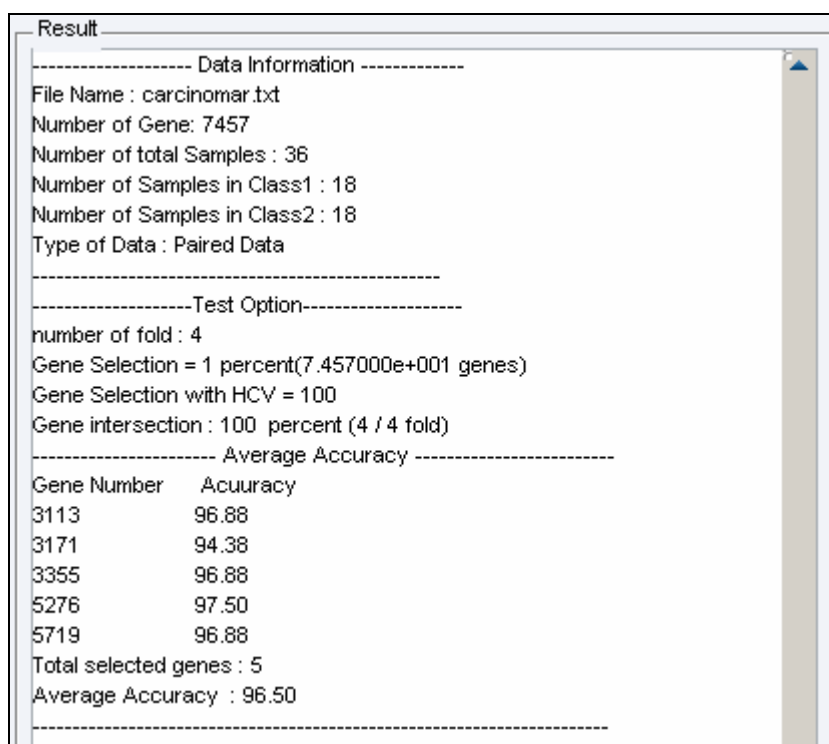 Result
-------------------- Data Information -------------
File Name : carcinomar.txt
Number of Gene: 7457
Number of total Samples : 36
Number of Samples in Class1 : 18
Number of Samples in Class2 : 18
Type of Data : Paired Data
---------------------------------------------------
--------------------Test Option--------------------
number of fold : 4
Gene Selection = 1 percent(7.457000e+001 genes)
Gene Selection with HCV = 100
Gene intersection : 100 percent (4 / 4 fold)
----------------------- Average Accuracy -------------------------
Gene Number Acuuracy
3113 96.88
3171 94.38
3355 96.88
5276 97.50
5719 96.88
Total selected genes : 5
Average Accuracy : 96.50
------------------------------------------------------------------------